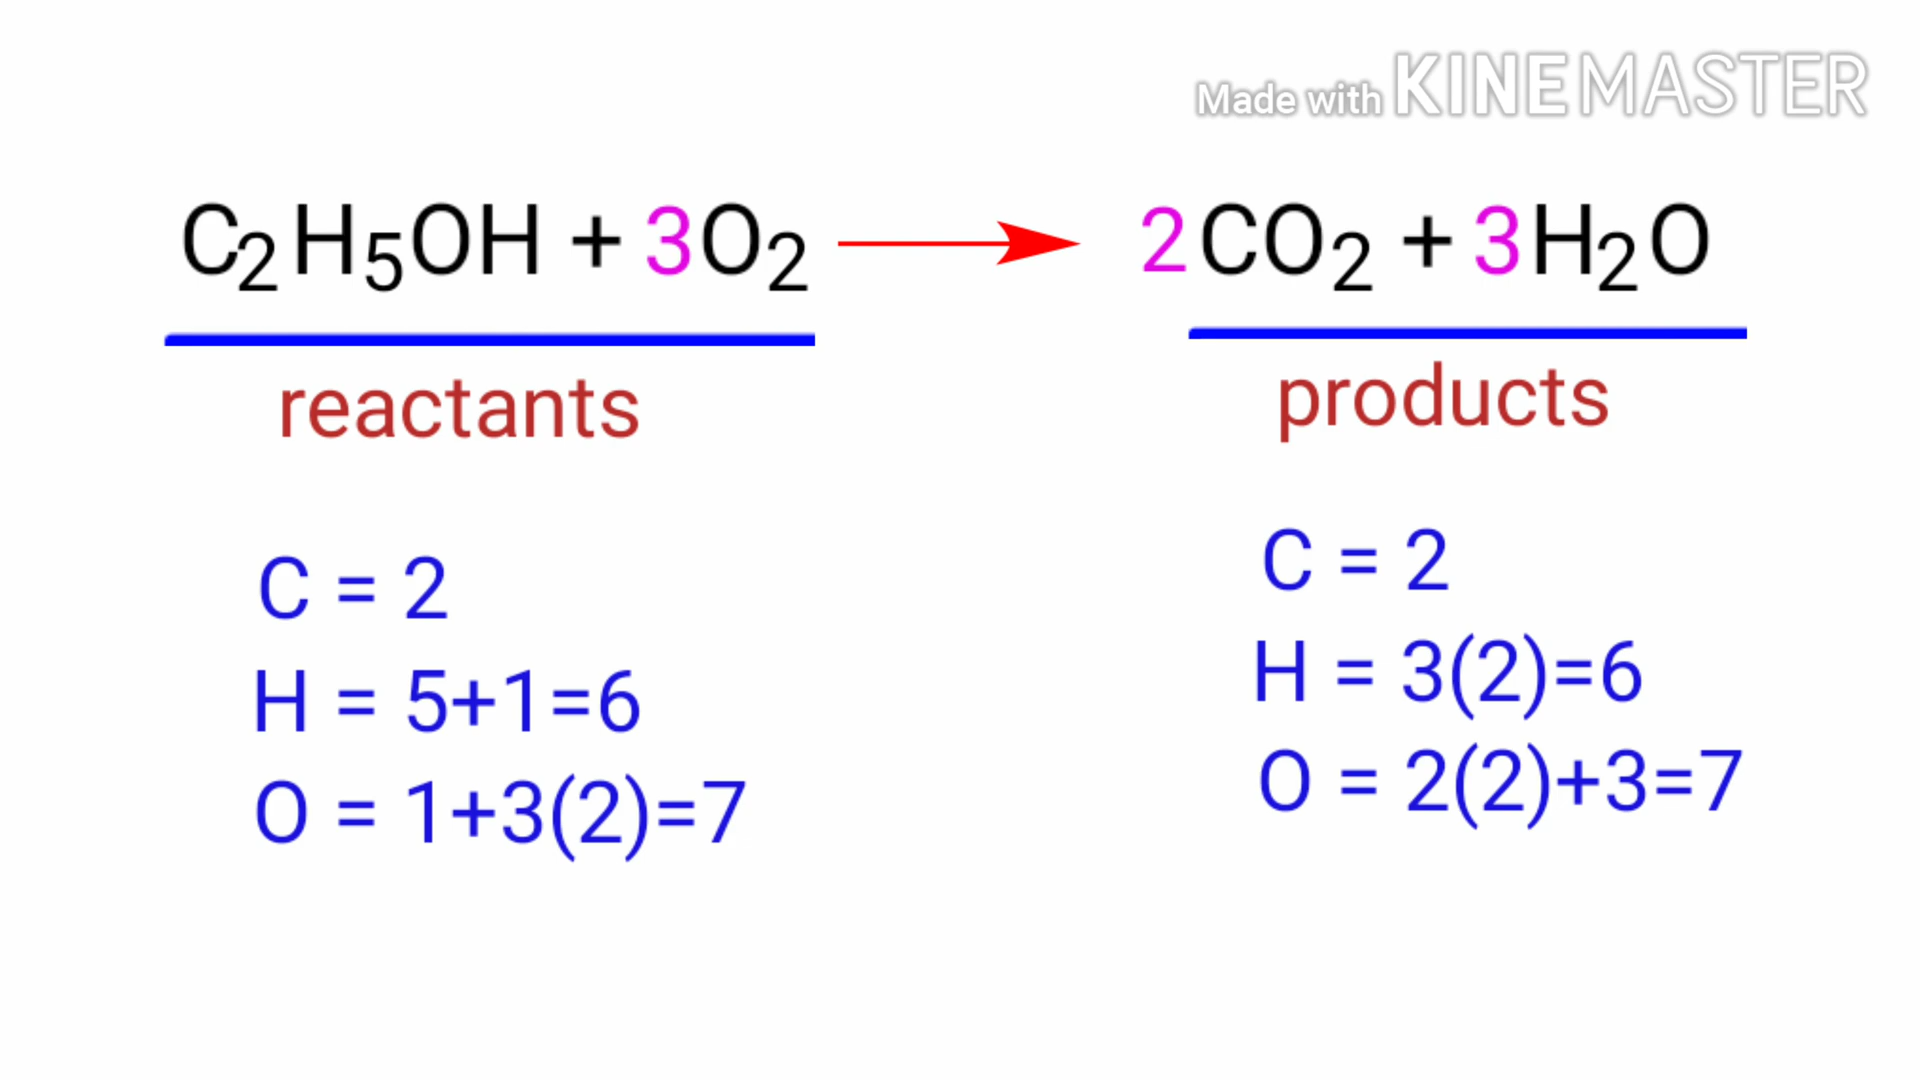 Made with KINEMASTER
C₂H₅OH + 3O₂ → 2CO₂ + 3H₂O
reactants
products
C = 2
H = 5+1=6
O = 1+3(2)=7
C = 2
H = 3(2)=6
O = 2(2)+3=7